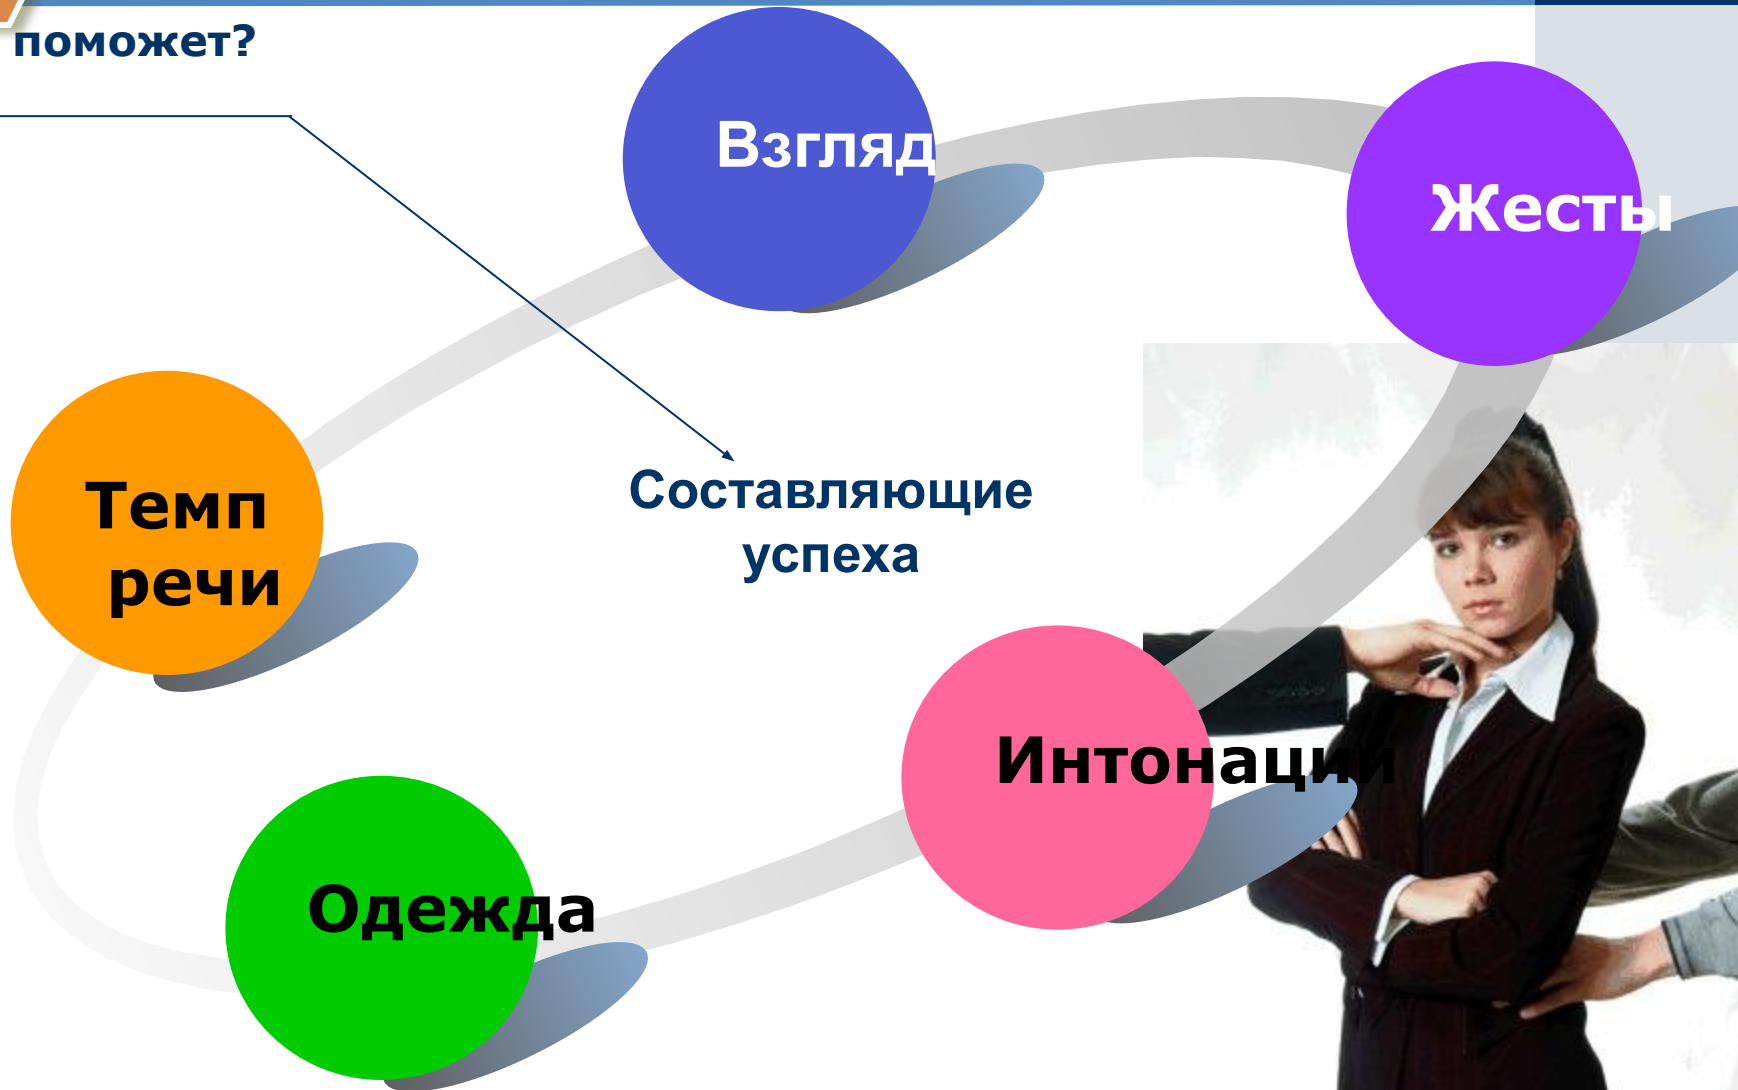 поможет?
Взгляд
Жесты
Темп
речи
Составляющие
успеха
Интонации
Одежда